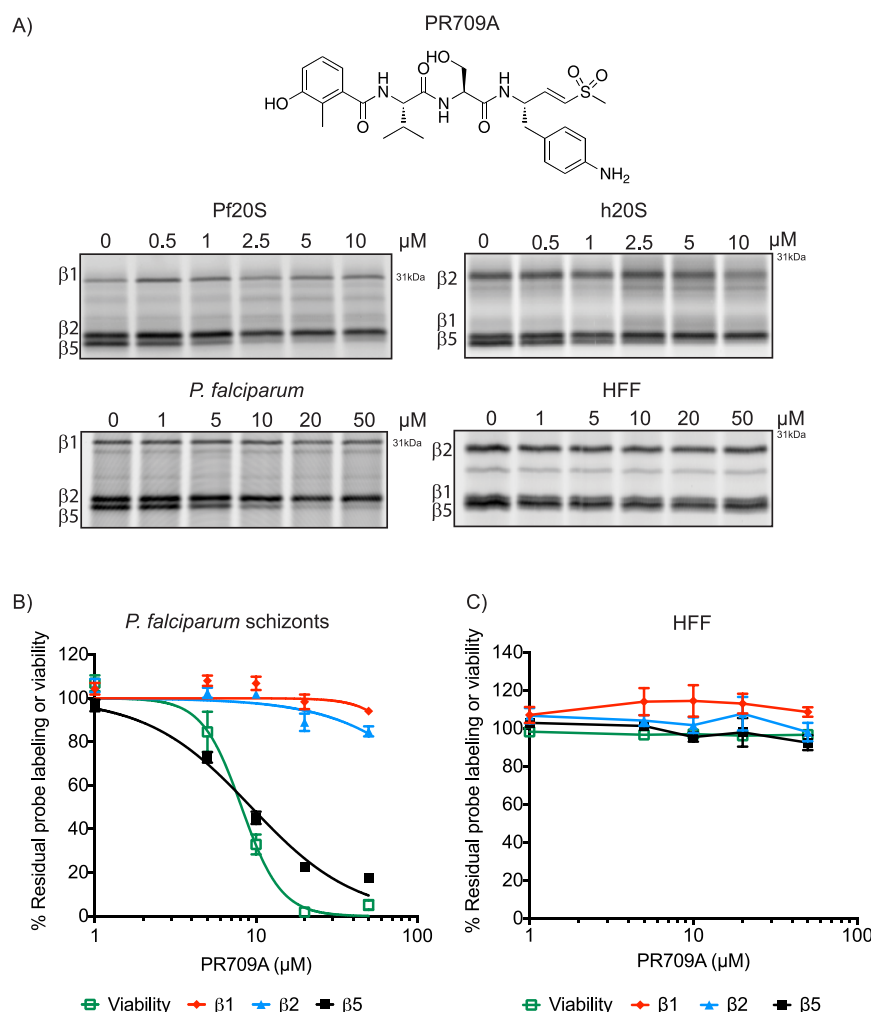 A)
PR709A
HO
O
H
N
HO
O
N
H
O
H
N
O
O
S
O
NH2
Pf20S
0 0.5 1 2.5 5 10 μM
β1
31kDa
β2
β5
h20S
0 0.5 1 2.5 5 10 μM
31kDa
β2
β1
β5
P. falciparum
0 1 5 10 20 50 μM
β1
31kDa
β2
β5
HFF
0 1 5 10 20 50 μM
31kDa
β2
β1
β5
B)
P. falciparum schizonts
% Residual probe labeling or viability
120
100
80
60
40
20
0
1 10 100
PR709A (μM)
Viability β1 β2 β5
C)
HFF
% Residual probe labeling or viability
140
120
100
80
60
40
20
0
1 10 100
PR709A (μM)
Viability β1 β2 β5